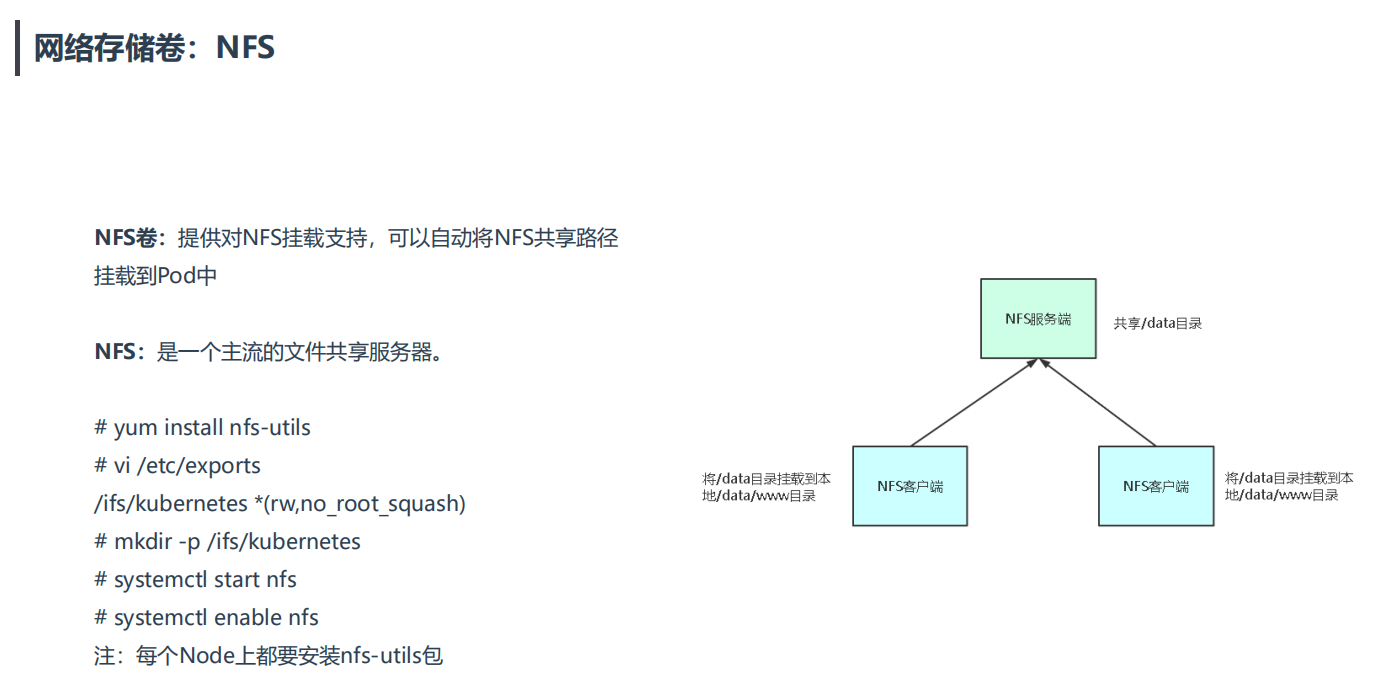 网络存储卷：NFS
NFS卷：提供对NFS挂载支持，可以自动将NFS共享路径
挂载到Pod中
NFS：是一个主流的文件共享服务器。
# yum install nfs-utils
# vi /etc/exports
/ifs/kubernetes *(rw,no_root_squash)
# mkdir -p /ifs/kubernetes
# systemctl start nfs
# systemctl enable nfs
注：每个Node上都要安装nfs-utils包
NFS服务端
共享/data目录
将/data目录挂载到本
地/data/www目录
NFS客户端
NFS客户端
将/data目录挂载到本
地/data/www目录